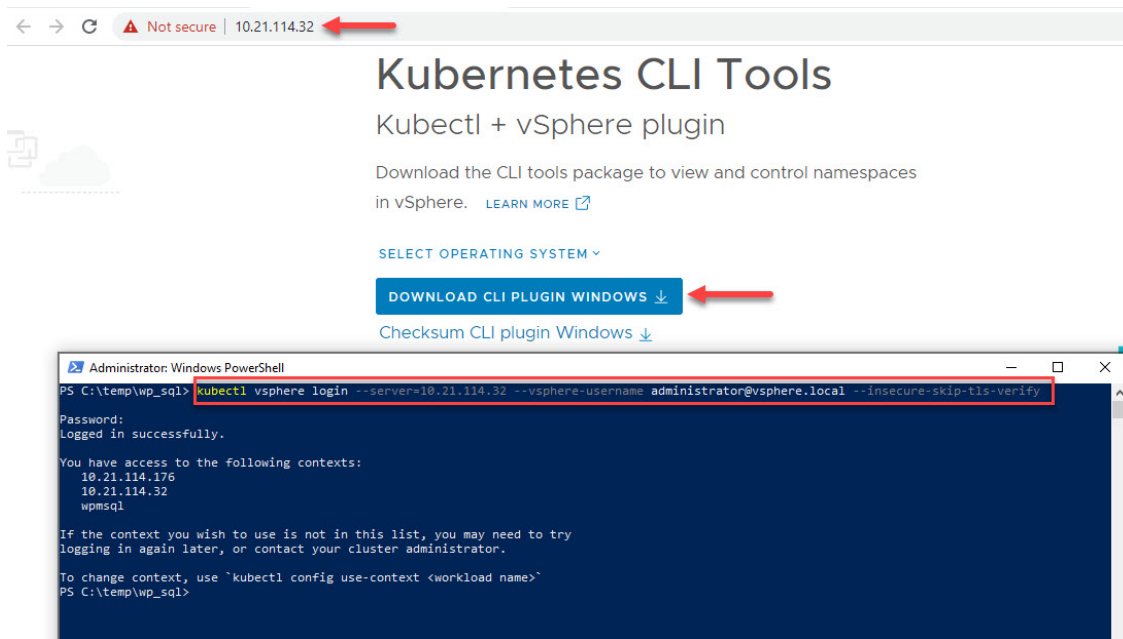 Not secure | 10.21.114.32
Kubernetes CLI Tools
Kubectl + vSphere plugin
Download the CLI tools package to view and control namespaces
in vSphere. LEARN MORE
SELECT OPERATING SYSTEM
DOWNLOAD CLI PLUGIN WINDOWS
Checksum CLI plugin Windows
Administrator: Windows PowerShell
PS C:\temp\wp_sql> kubectl vsphere login --server=10.21.114.32 --vsphere-username administrator@vsphere.local --insecure-skip-tls-verify
Password:
Logged in successfully.
You have access to the following contexts:
10.21.114.176
10.21.114.32
wpmsql
If the context you wish to use is not in this list, you may need to try
logging in again later, or contact your cluster administrator.
To change context, use `kubectl config use-context <workload name>`
PS C:\temp\wp_sql>